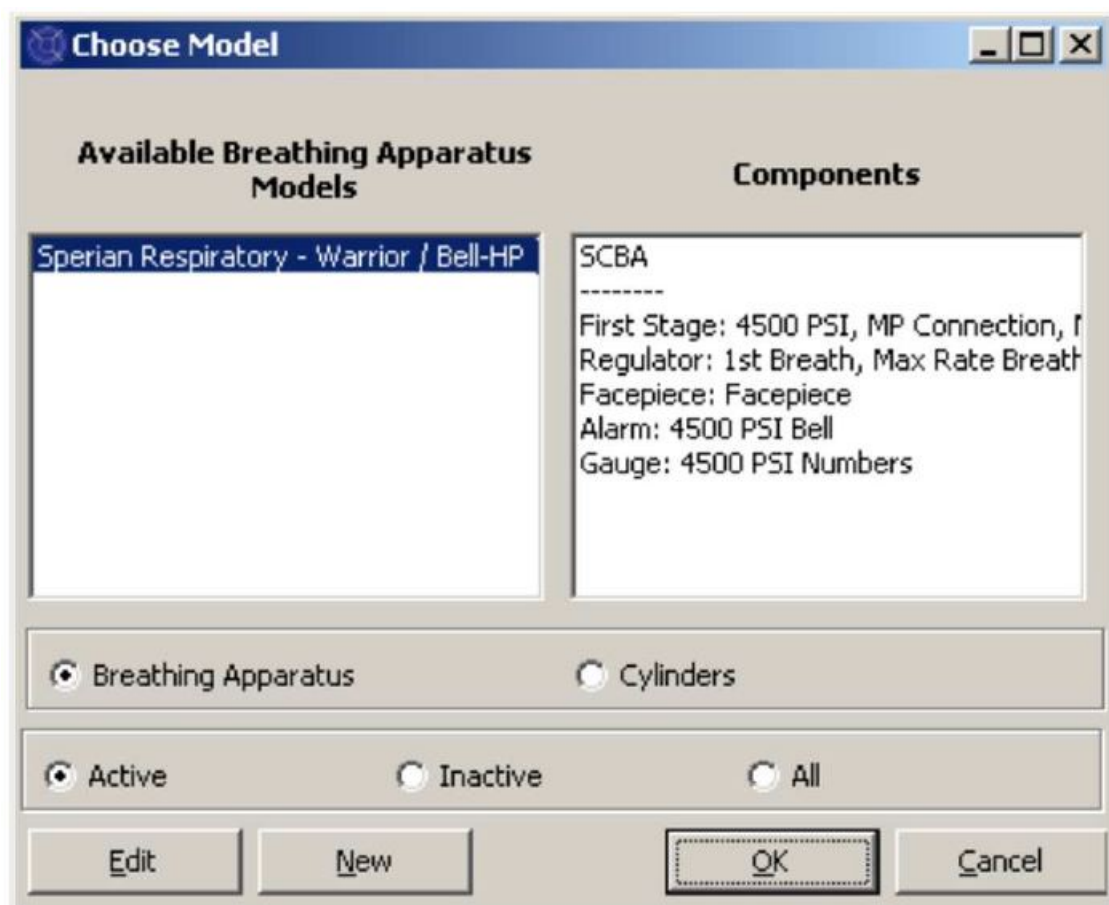 Choose Model
Available Breathing Apparatus
Models
Components
Sperian Respiratory - Warrior / Bell-HP
SCBA
--------
First Stage: 4500 PSI, MP Connection,
Regulator: 1st Breath, Max Rate Breath
Facepiece: Facepiece
Alarm: 4500 PSI Bell
Gauge: 4500 PSI Numbers
Breathing Apparatus
Cylinders
Active
Inactive
All
Edit
New
OK
Cancel